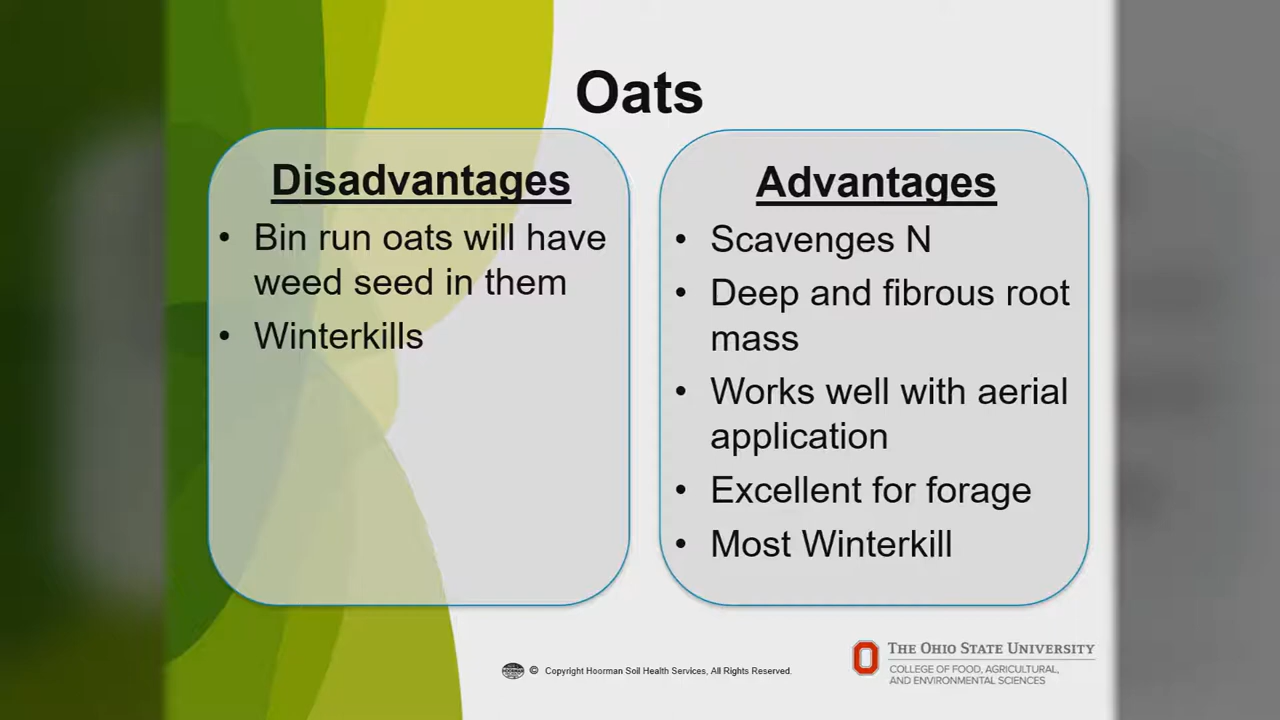 Oats
Disadvantages
• Bin run oats will have
weed seed in them
• Winterkills
Advantages
• Scavenges N
• Deep and fibrous root
mass
• Works well with aerial
application
• Excellent for forage
• Most Winterkill
© Copyright Hoorman Soil Health Services, All Rights Reserved.
THE OHIO STATE UNIVERSITY
COLLEGE OF FOOD, AGRICULTURAL,
AND ENVIRONMENTAL SCIENCES